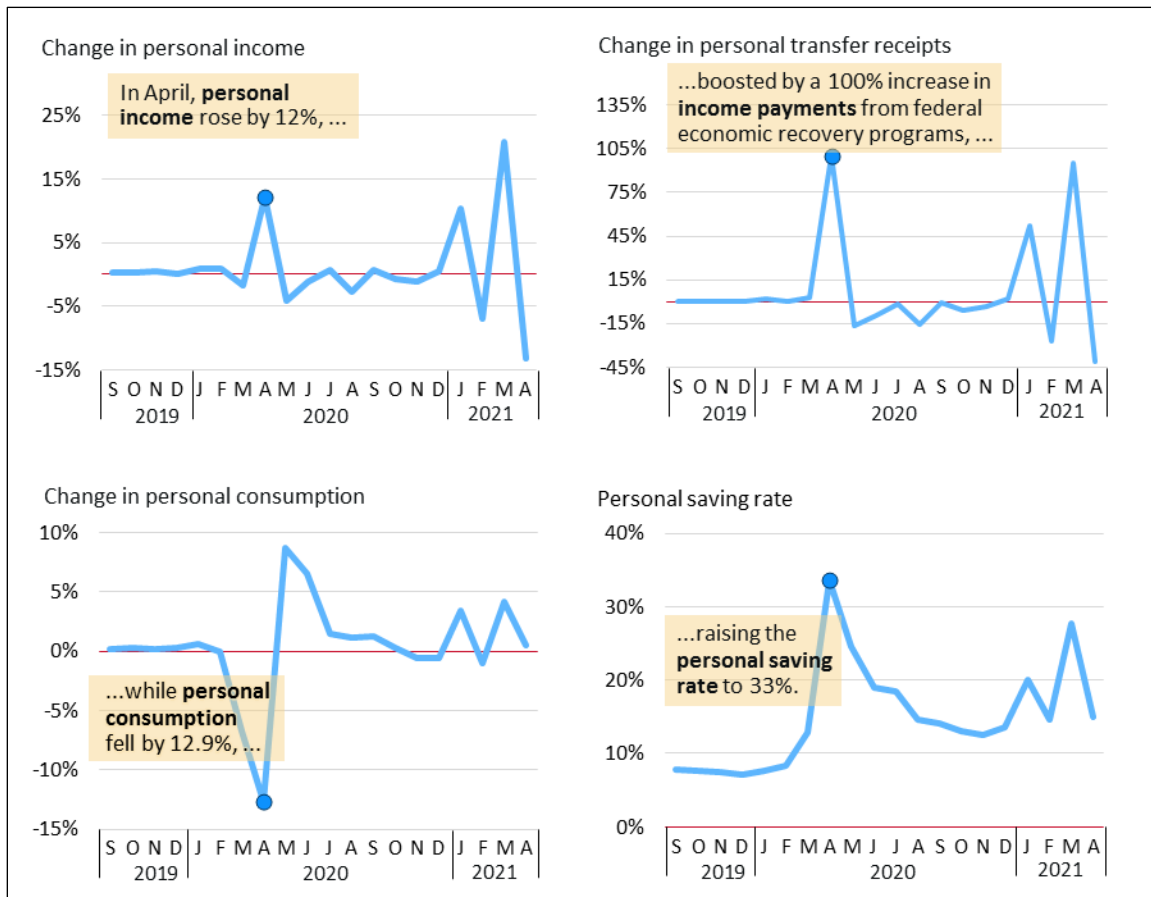 Change in personal income
In April, personal
income rose by 12%, ...
25%
15%
5%
-5%
-15%
S O N D J F M A M J J A S O N D J F M A
2019 2020 2021
Change in personal transfer receipts
...boosted by a 100% increase in
income payments from federal
economic recovery programs, ...
135%
105%
75%
45%
15%
-15%
-45%
S O N D J F M A M J J A S O N D J F M A
2019 2020 2021
Change in personal consumption
10%
5%
0%
-5%
-10%
-15%
...while personal
consumption
fell by 12.9%, ...
S O N D J F M A M J J A S O N D J F M A
2019 2020 2021
Personal saving rate
40%
30%
20%
10%
0%
...raising the
personal saving
rate to 33%.
S O N D J F M A M J J A S O N D J F M A
2019 2020 2021